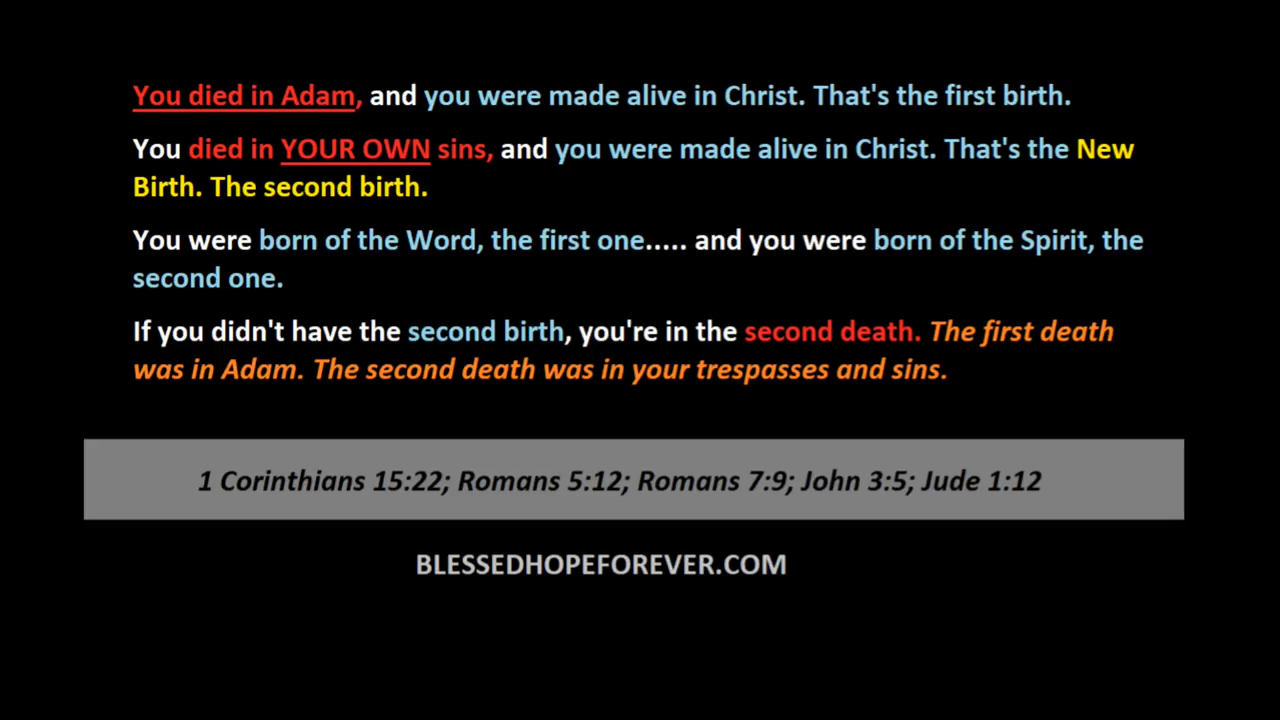 You died in Adam, and you were made alive in Christ. That's the first birth.
You died in YOUR OWN sins, and you were made alive in Christ. That's the New
Birth. The second birth.
You were born of the Word, the first one..... and you were born of the Spirit, the
second one.
If you didn't have the second birth, you're in the second death. The first death
was in Adam. The second death was in your trespasses and sins.
1 Corinthians 15:22; Romans 5:12; Romans 7:9; John 3:5; Jude 1:12
BLESSEDHOPEFOREVER.COM